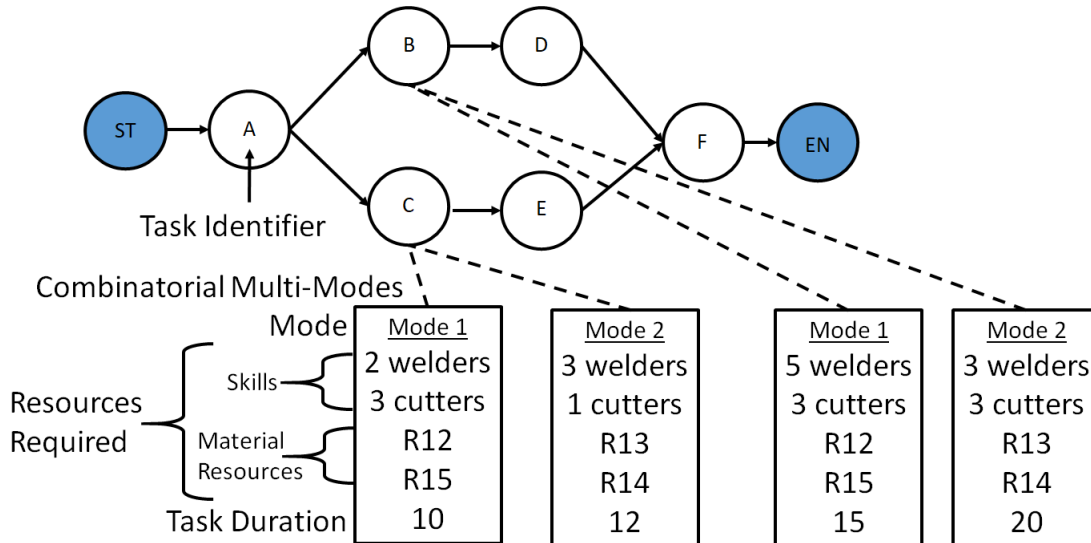 B
D
ST
A
F
EN
C
E
Task Identifier
Combinatorial Multi-Modes
Mode
Mode 1
2 welders
3 cutters
R12
R15
10
Mode 2
3 welders
1 cutters
R13
R14
12
Mode 1
5 welders
3 cutters
R12
R15
15
Mode 2
3 welders
3 cutters
R13
R14
20
Resources
Required
Skills
Material
Resources
Task Duration